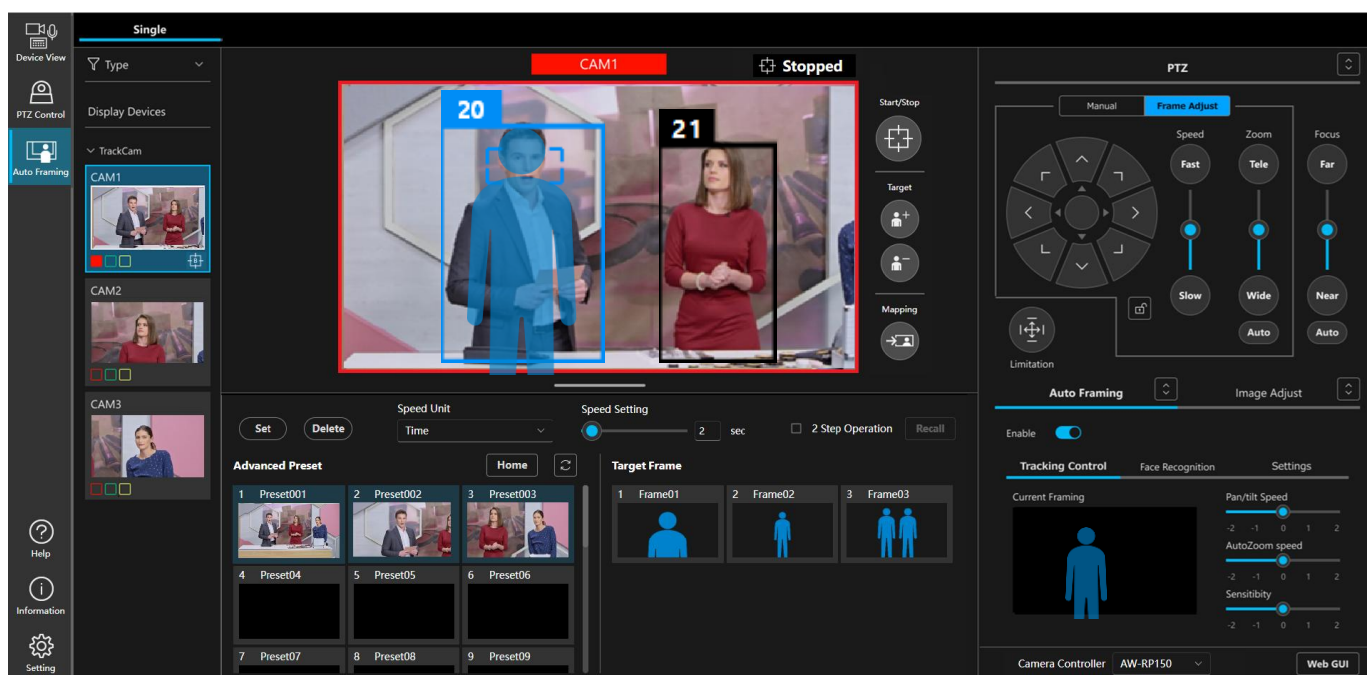 Device View
PTZ Control
Auto Framing
Help
Information
Setting
Single
Type
Display Devices
TrackCam
CAM1
CAM2
CAM3
CAM1
Stopped
20
21
Start/Stop
Target
Mapping
Set
Delete
Speed Unit
Time
Speed Setting
2 sec
2 Step Operation
Recall
Advanced Preset
Home
1 Preset001
2 Preset002
3 Preset003
4 Preset04
5 Preset05
6 Preset06
7 Preset07
8 Preset08
9 Preset09
Target Frame
1 Frame01
2 Frame02
3 Frame03
PTZ
Manual
Frame Adjust
Speed
Zoom
Focus
Fast
Tele
Far
Slow
Wide
Near
Auto
Auto
Limitation
Auto Framing
Image Adjust
Enable
Tracking Control
Face Recognition
Settings
Current Framing
Pan/tilt Speed
-2 -1 0 1 2
AutoZoom speed
-2 -1 0 1 2
Sensitibity
-2 -1 0 1 2
Camera Controller
AW-RP150
Web GUI